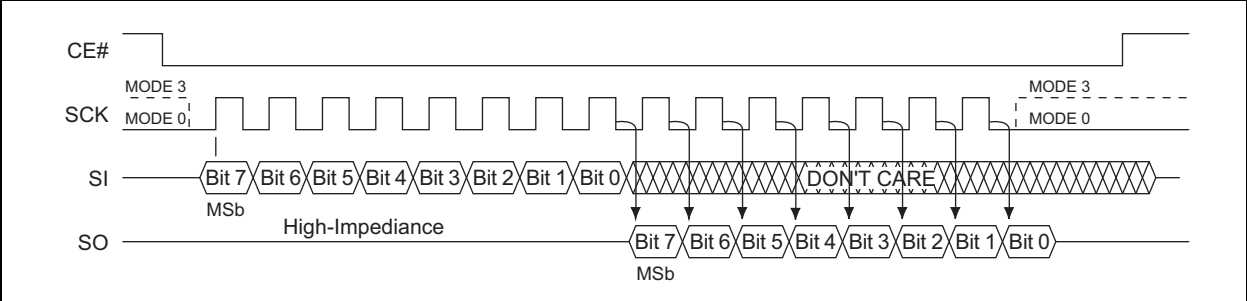 CE#
MODE 3
MODE 3
SCK
MODE 0
MODE 0
SI
Bit 7 Bit 6 Bit 5 Bit 4 Bit 3 Bit 2 Bit 1 Bit 0 DON'T CARE
MSb
High-Impediance
SO
Bit 7 Bit 6 Bit 5 Bit 4 Bit 3 Bit 2 Bit 1 Bit 0
MSb